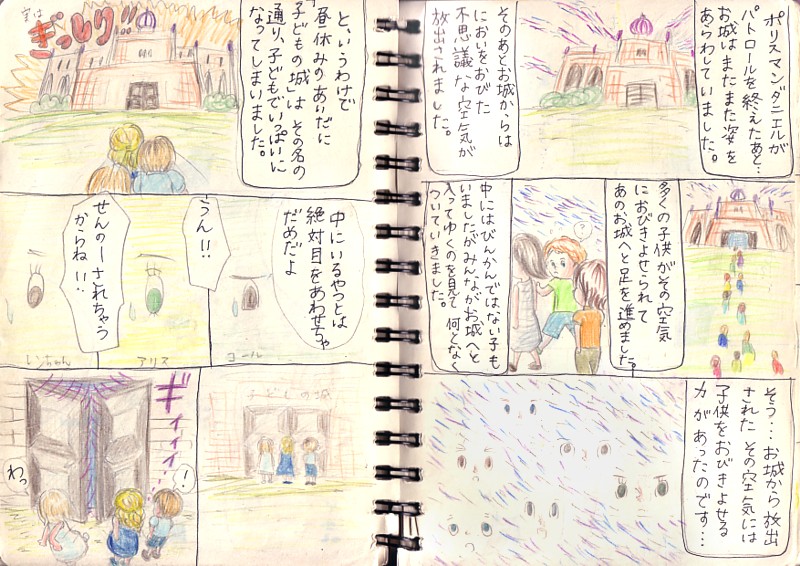 ポリスマンダニエルが
パトロールを終えたあと…
お城はまたまた姿を
あらわしていました。
そのあとお城からは
においをおびた
不思議な空気が
放出されました。
多くの子供がその空気
におびきよせられて
あのお城へと足を進めました。
?
中にはびんかんではない子も
いましたがみんながお城へと
入ってゆくのを見て何となく
ついていきました。
そう…お城から放出
された その空気には
子供をおびきよせる
力があったのです…
と、いうわけで
昼休みのあいだに
「子どもの城」は その名の
通り、子どもでいっぱいに
なってしまいました。
実は
ぎっしり!!
中にいるやつとは
絶対目をあわせちゃ
だめだよ
ヨール
うん!!
アリス
せんのーされちゃう
からね!!
レンちゃん
子どもの城
ギイィィ…
!
わっ